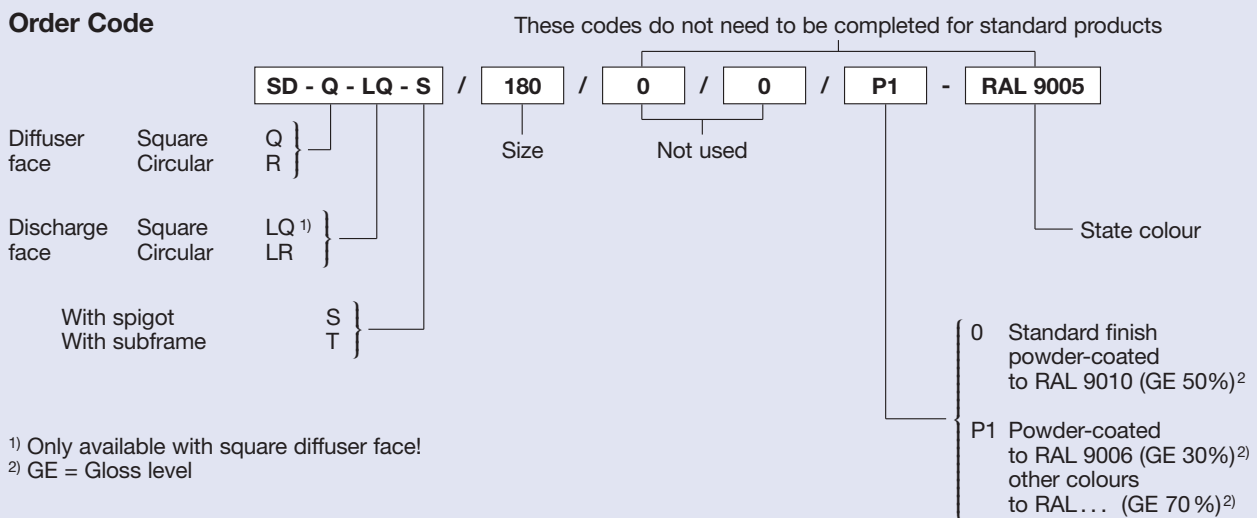 Order Code
These codes do not need to be completed for standard products
SD - Q - LQ - S / 180 / 0 / 0 / P1 - RAL 9005
Diffuser Square Q
face Circular R
Size
Not used
Discharge Square LQ 1)
face Circular LR
State colour
With spigot S
With subframe T
0 Standard finish
powder-coated
to RAL 9010 (GE 50%)2
P1 Powder-coated
to RAL 9006 (GE 30%)2)
other colours
to RAL... (GE 70 %)2)
1) Only available with square diffuser face!
2) GE = Gloss level